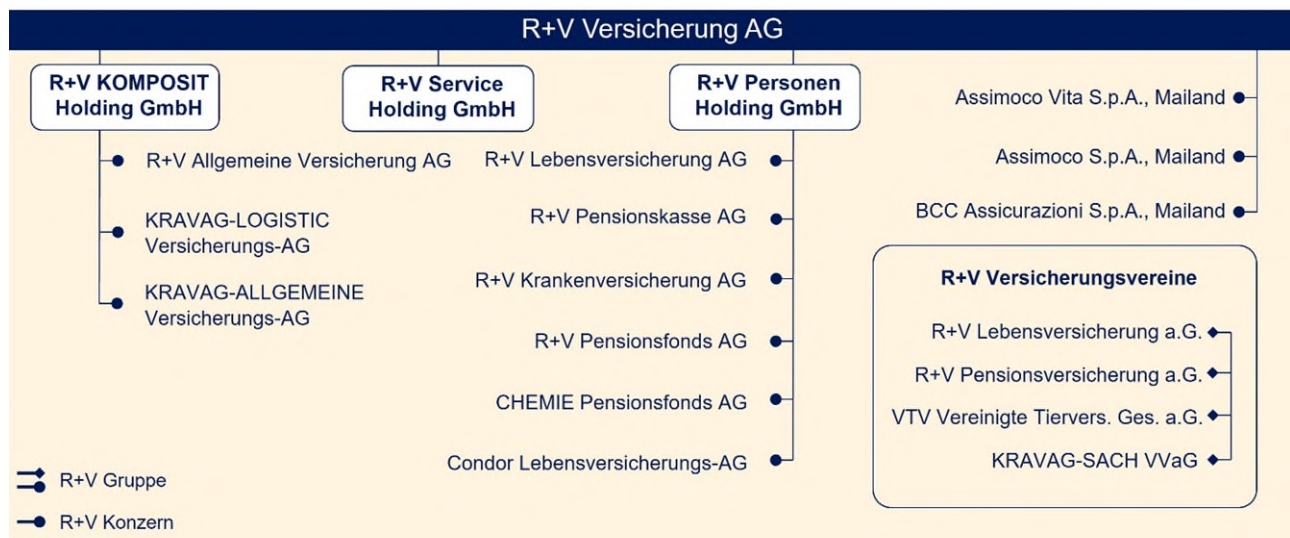 R+V Versicherung AG
R+V KOMPOSIT
Holding GmbH
R+V Allgemeine Versicherung AG
KRAVAG-LOGISTIC
Versicherungs-AG
KRAVAG-ALLGEMEINE
Versicherungs-AG
R+V Service
Holding GmbH
R+V Personen
Holding GmbH
R+V Lebensversicherung AG
R+V Pensionskasse AG
R+V Krankenversicherung AG
R+V Pensionsfonds AG
CHEMIE Pensionsfonds AG
Condor Lebensversicherungs-AG
Assimoco Vita S.p.A., Mailand
Assimoco S.p.A., Mailand
BCC Assicurazioni S.p.A., Mailand
R+V Versicherungsvereine
R+V Lebensversicherung a.G.
R+V Pensionsversicherung a.G.
VTV Vereinigte Tiervers. Ges. a.G.
KRAVAG-SACH VVaG
R+V Gruppe
R+V Konzern